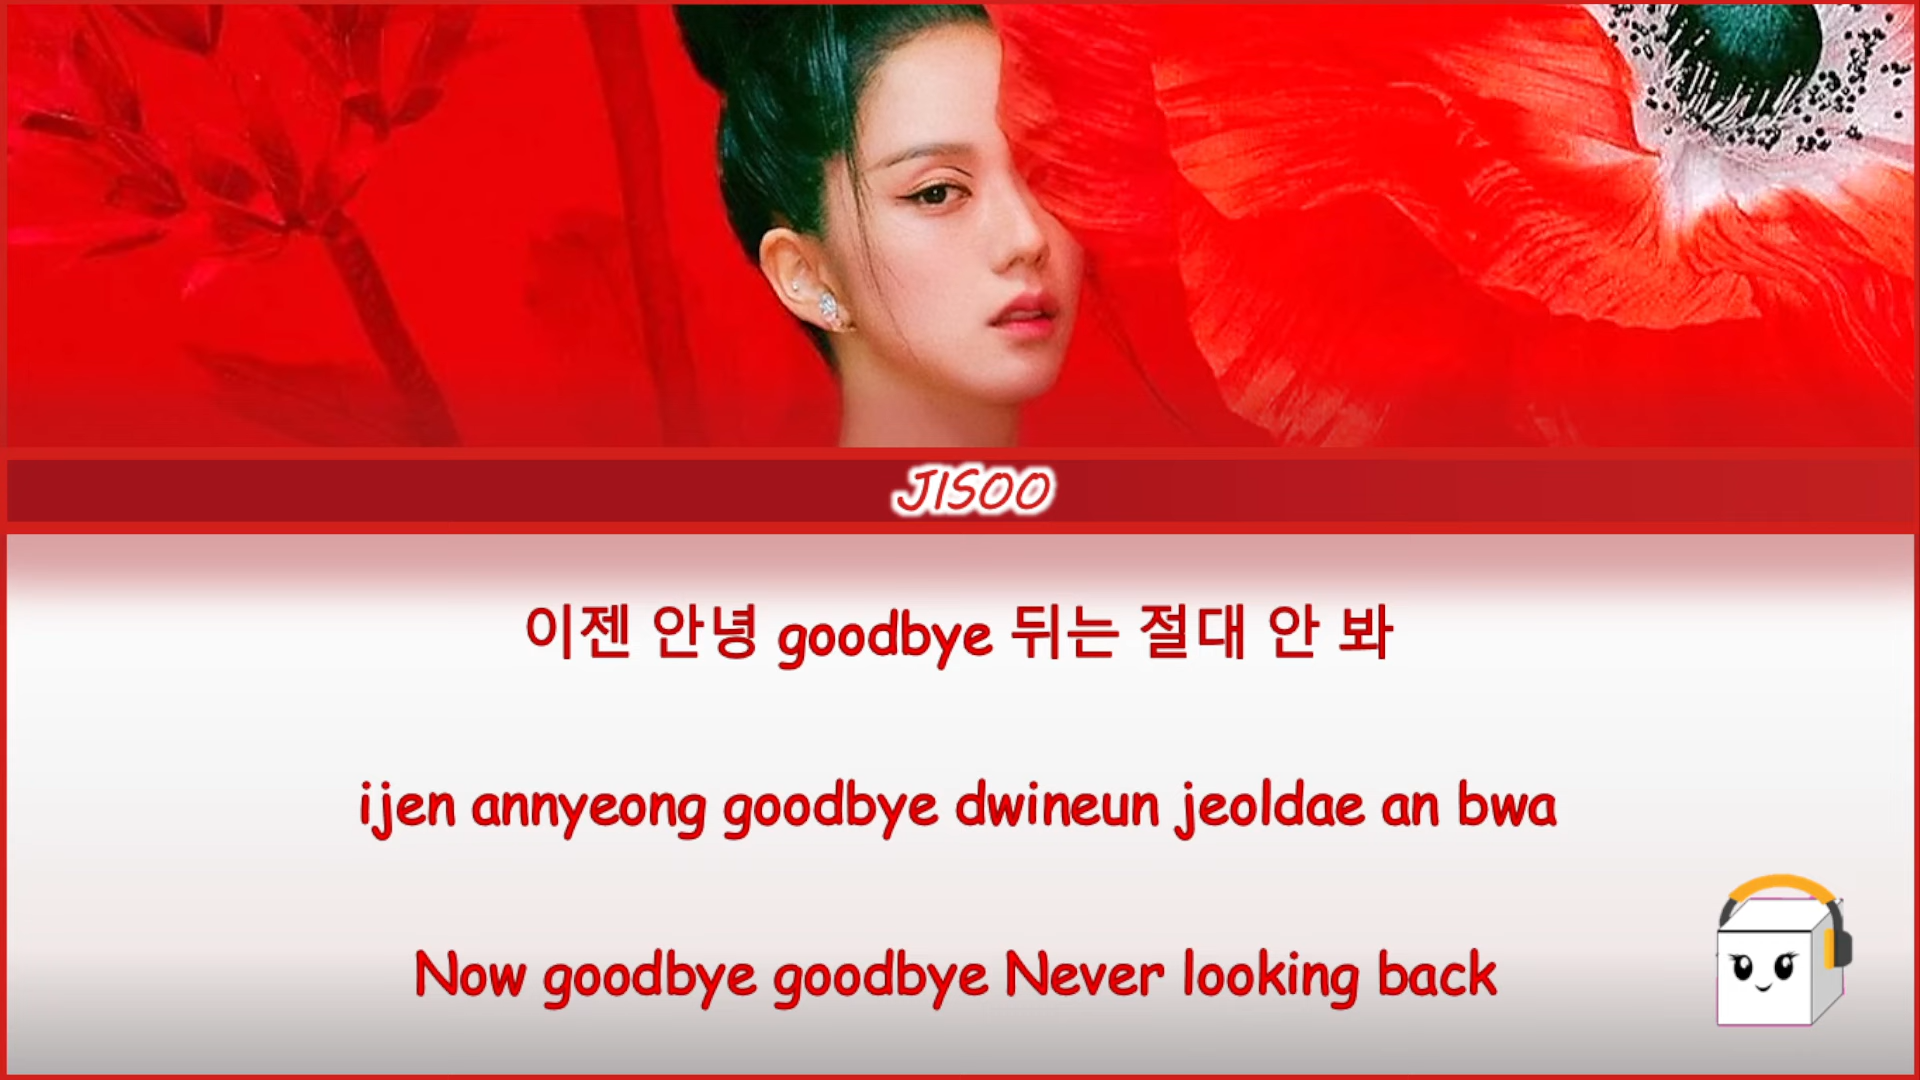 JISOO
이젠 안녕 goodbye 뒤는 절대 안 봐
ijen annyeong goodbye dwineun jeoldae an bwa
Now goodbye goodbye Never looking back